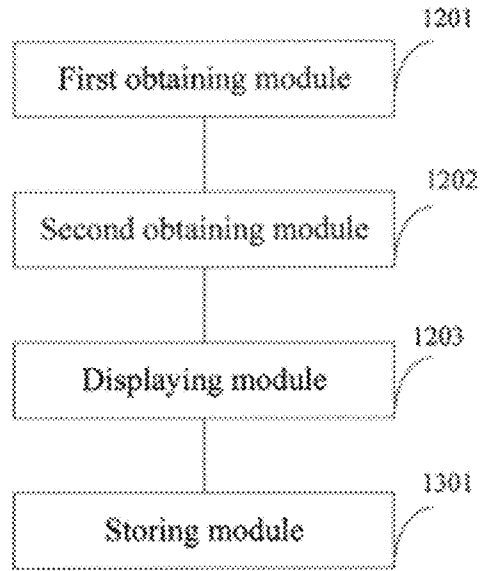 1201
First obtaining module
1202
Second obtaining module
1203
Displaying module
1301
Storing module